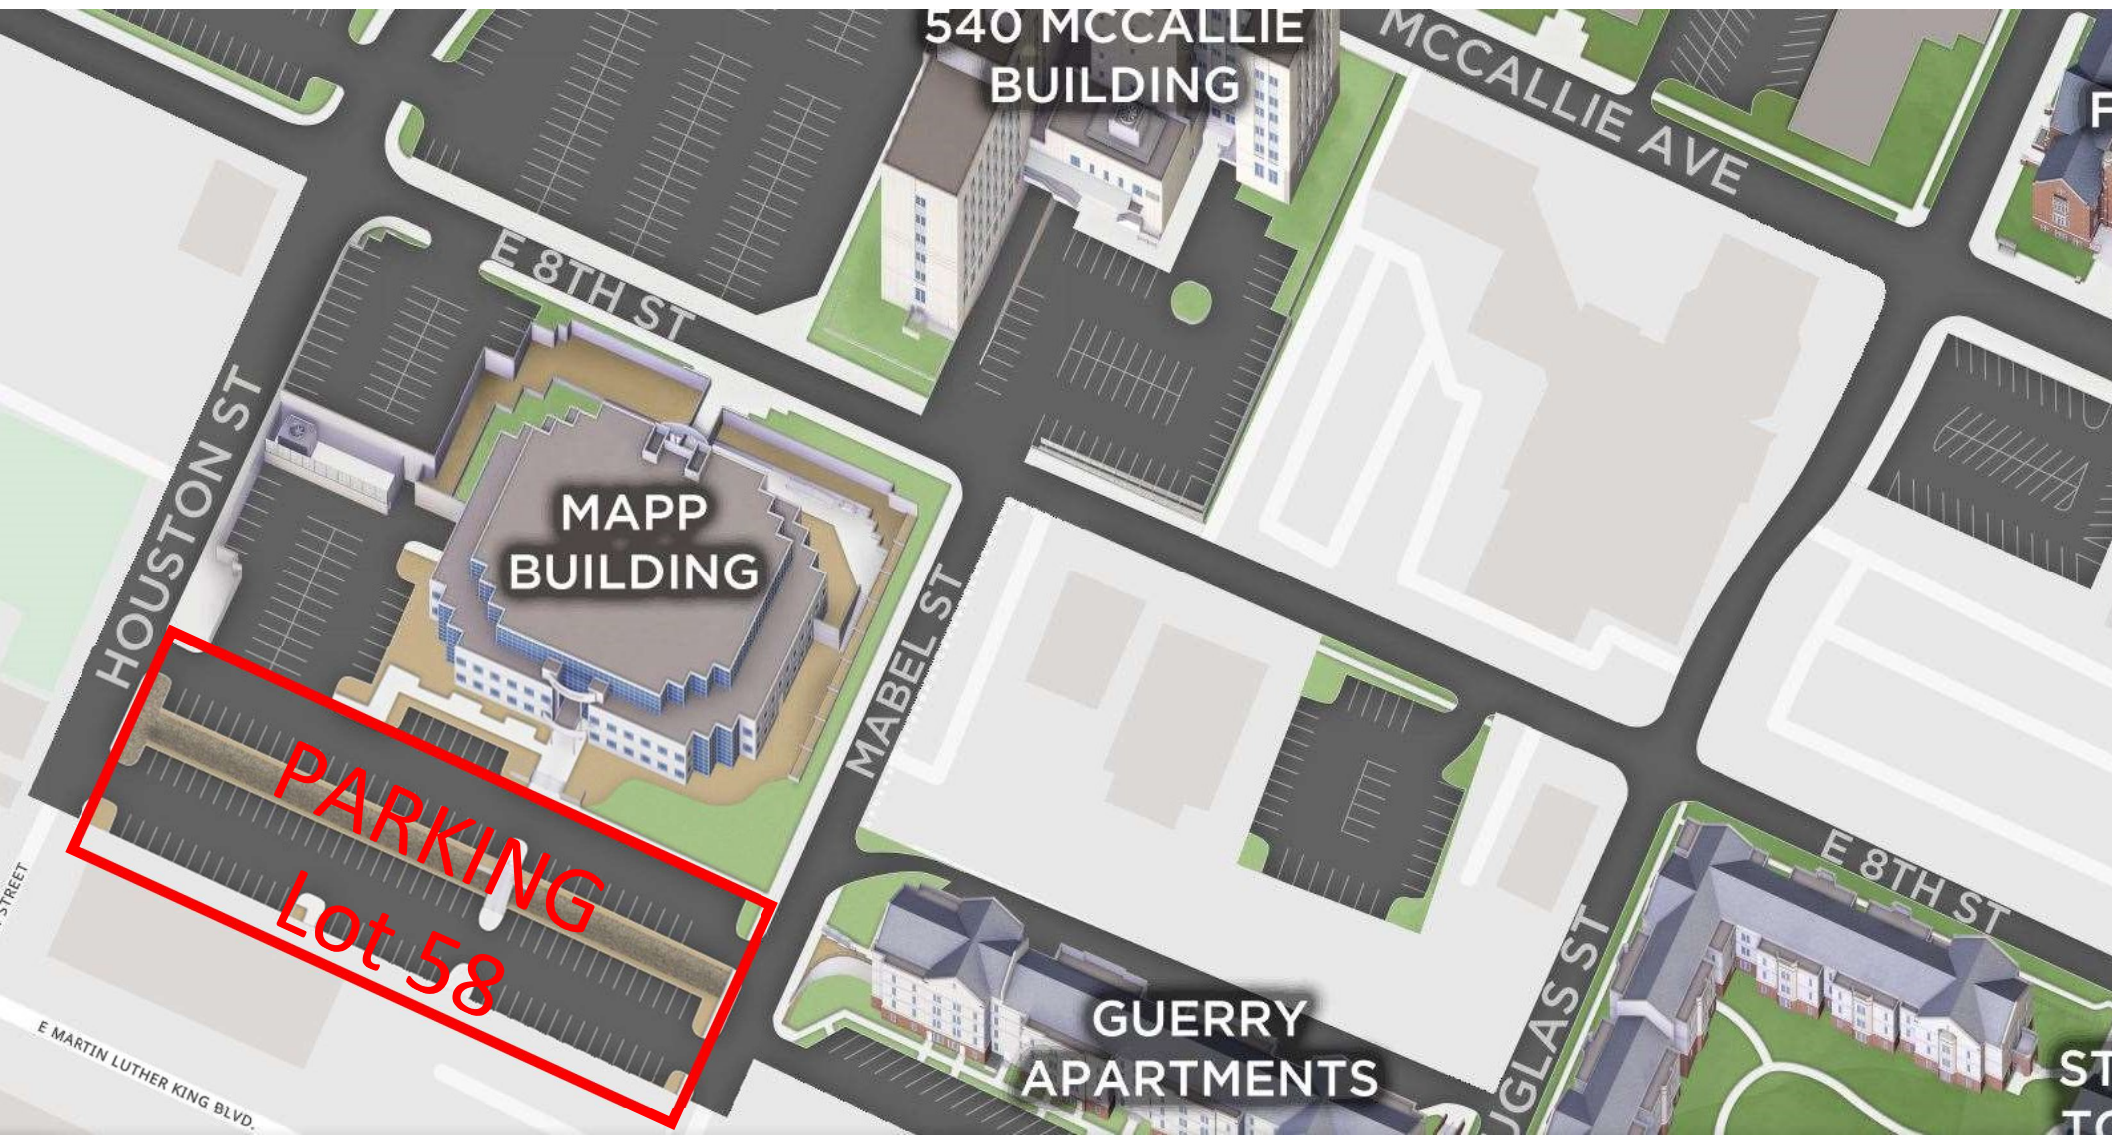 540 MCCALLIE
BUILDING
MCCALLIE AVE
E 8TH ST
HOUSTON ST
MAPP
BUILDING
MABEL ST
PARKING
Lot 58
STREET
E MARTIN LUTHER KING BLVD.
GUERRY
APARTMENTS
E 8TH ST